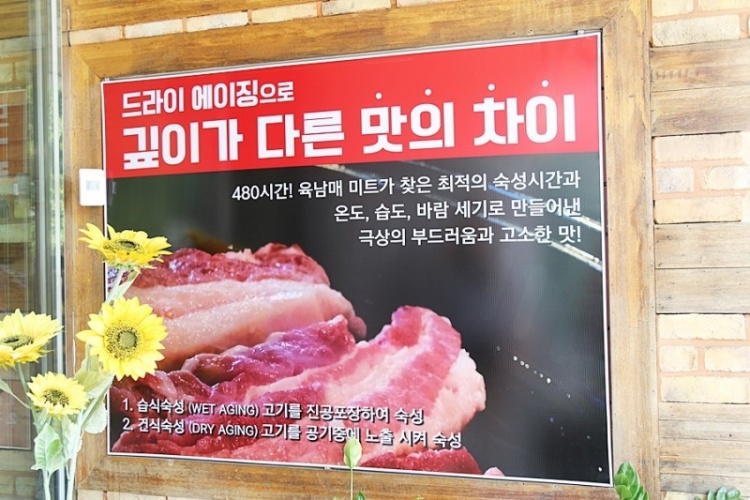 드라이 에이징으로
깊이가 다른 맛의 차이
480시간! 육남매 미트가 찾은 최적의 숙성시간과
온도, 습도, 바람 세기로 만들어낸
극상의 부드러움과 고소한 맛!
1. 습식숙성 (WET AGING) 고기를 진공포장하여 숙성
2. 건식숙성 (DRY AGING) 고기를 공기중에 노출 시켜 숙성